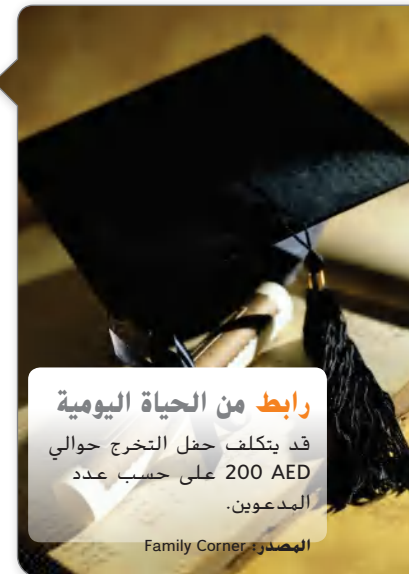 رابط من الحياة اليومية
قد يتكلف حفل التخرج حوالي
200 AED على حسب عدد
المدعوين.
المصدر: Family Corner